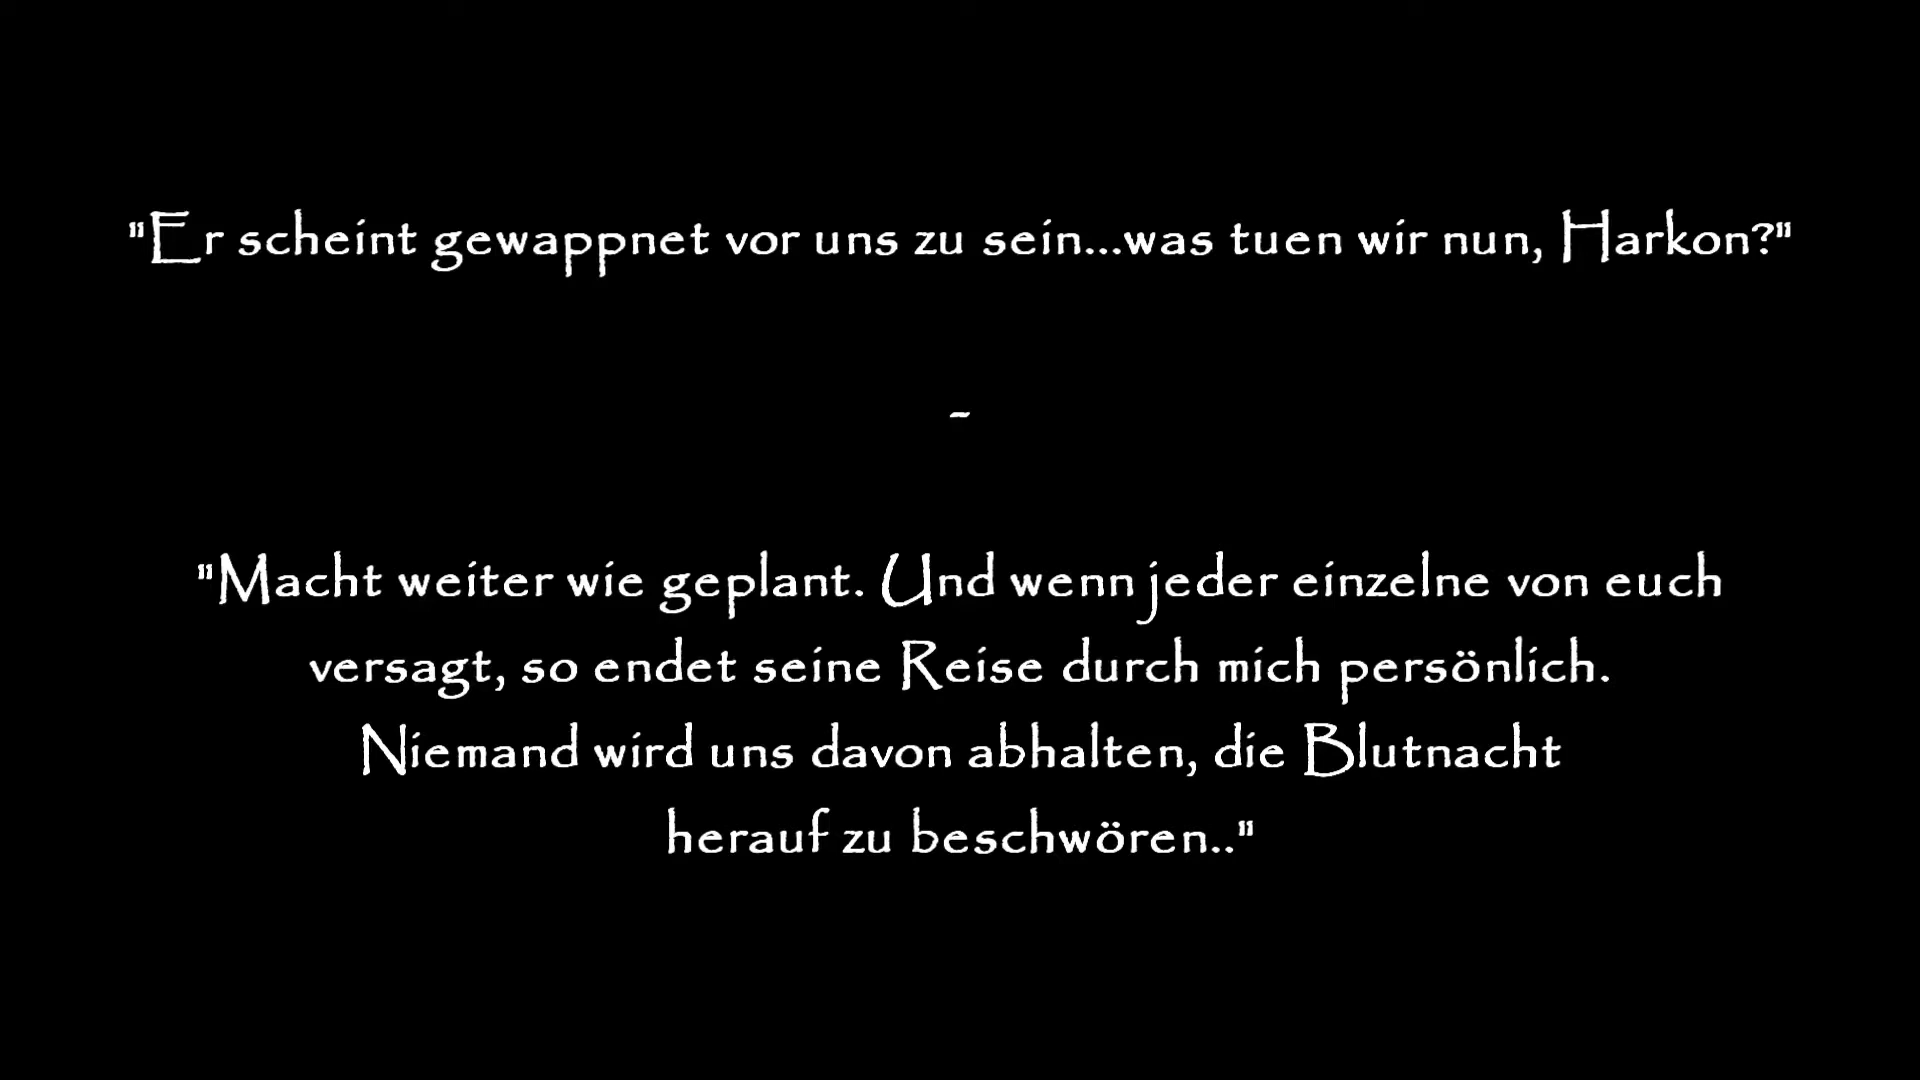 "Er scheint gewappnet vor uns zu sein...was tuen wir nun, Harkon?"
-
"Macht weiter wie geplant. Und wenn jeder einzelne von euch
versagt, so endet seine Reise durch mich persönlich.
Niemand wird uns davon abhalten, die Blutnacht
herauf zu beschwören.."